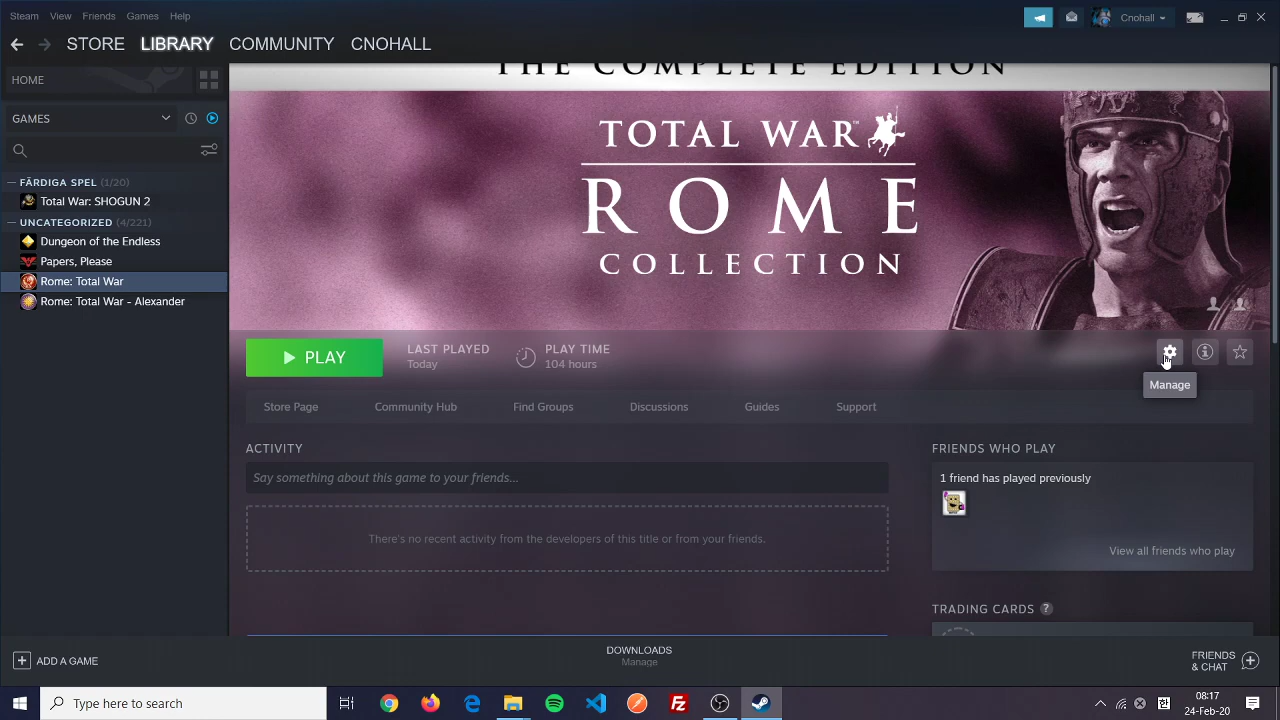 Steam View Friends Games Help
Cnohall
STORE LIBRARY COMMUNITY CNOHALL
HOME
THE COMPLETE EDITION
GAMES
TOTAL WAR™
ROME
COLLECTION
FÄRDIGA SPEL (1/20)
Total War: SHOGUN 2
UNCATEGORIZED (4/221)
Dungeon of the Endless
Papers, Please
Rome: Total War
Rome: Total War - Alexander
PLAY
LAST PLAYED
Today
PLAY TIME
104 hours
Manage
Store Page Community Hub Find Groups Discussions Guides Support
ACTIVITY
Say something about this game to your friends...
There's no recent activity from the developers of this title or from your friends.
FRIENDS WHO PLAY
1 friend has played previously
View all friends who play
TRADING CARDS ?
ADD A GAME
DOWNLOADS
Manage
FRIENDS
& CHAT
Type here to search
08:17
24-Feb-20